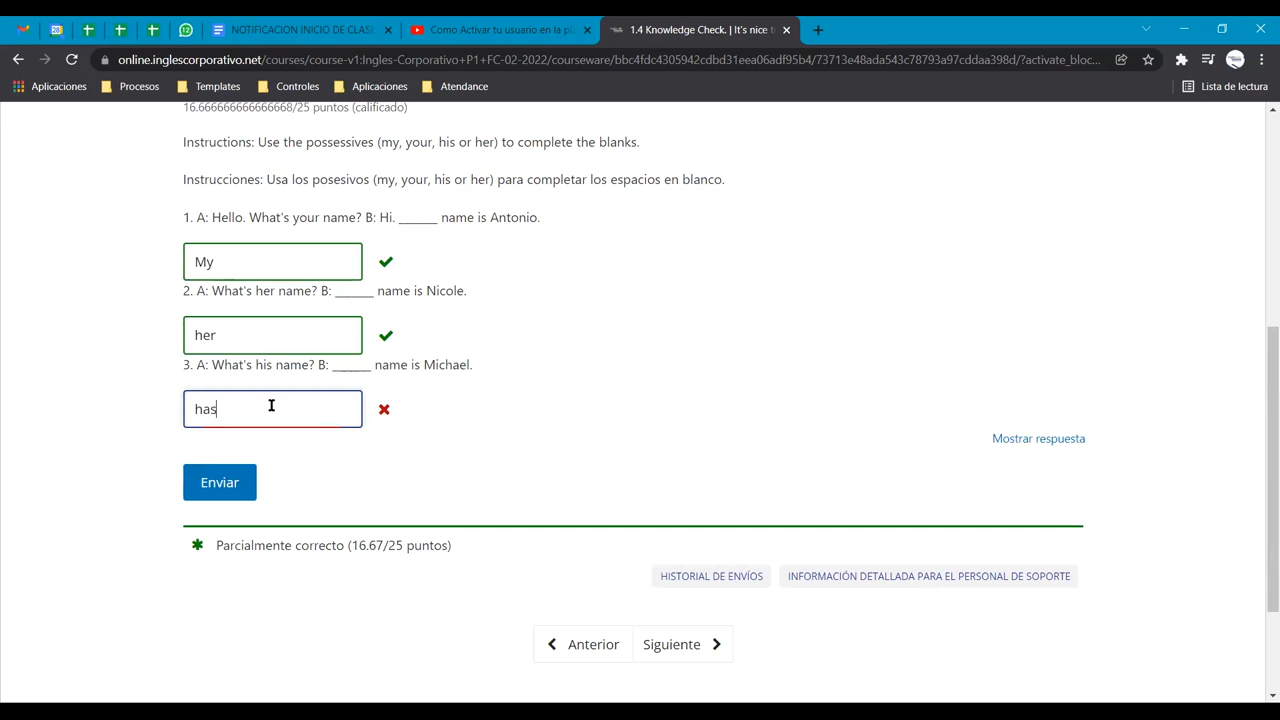 NOTIFICACION INICIO DE CLASE
Como Activar tu usuario en la pla
1.4 Knowledge Check. | It's nice t
online.inglescorporativo.net/courses/course-v1:Ingles-Corporativo+P1+FC-02-2022/courseware/bbc4fdc4305942cdbd31eea06adf95b4/73713e48ada543c78793a97cddaa398d/?activate_bloc...
Aplicaciones Procesos Templates Controles Aplicaciones Atendance Lista de lectura
16.666666666666668/25 puntos (calificado)
Instructions: Use the possessives (my, your, his or her) to complete the blanks.
Instrucciones: Usa los posesivos (my, your, his or her) para completar los espacios en blanco.
1. A: Hello. What's your name? B: Hi. ______ name is Antonio.
My
2. A: What's her name? B: ______ name is Nicole.
her
3. A: What's his name? B: ______ name is Michael.
has
Mostrar respuesta
Enviar
Parcialmente correcto (16.67/25 puntos)
HISTORIAL DE ENVÍOS INFORMACIÓN DETALLADA PARA EL PERSONAL DE SOPORTE
Anterior Siguiente